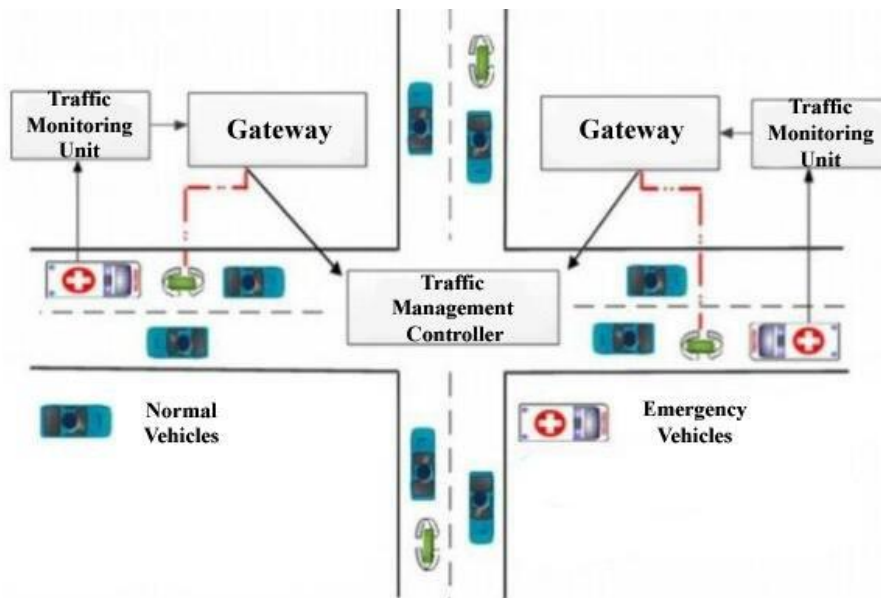 Traffic
Monitoring
Unit
Gateway
Gateway
Traffic
Monitoring
Unit
Traffic
Management
Controller
Normal
Vehicles
Emergency
Vehicles